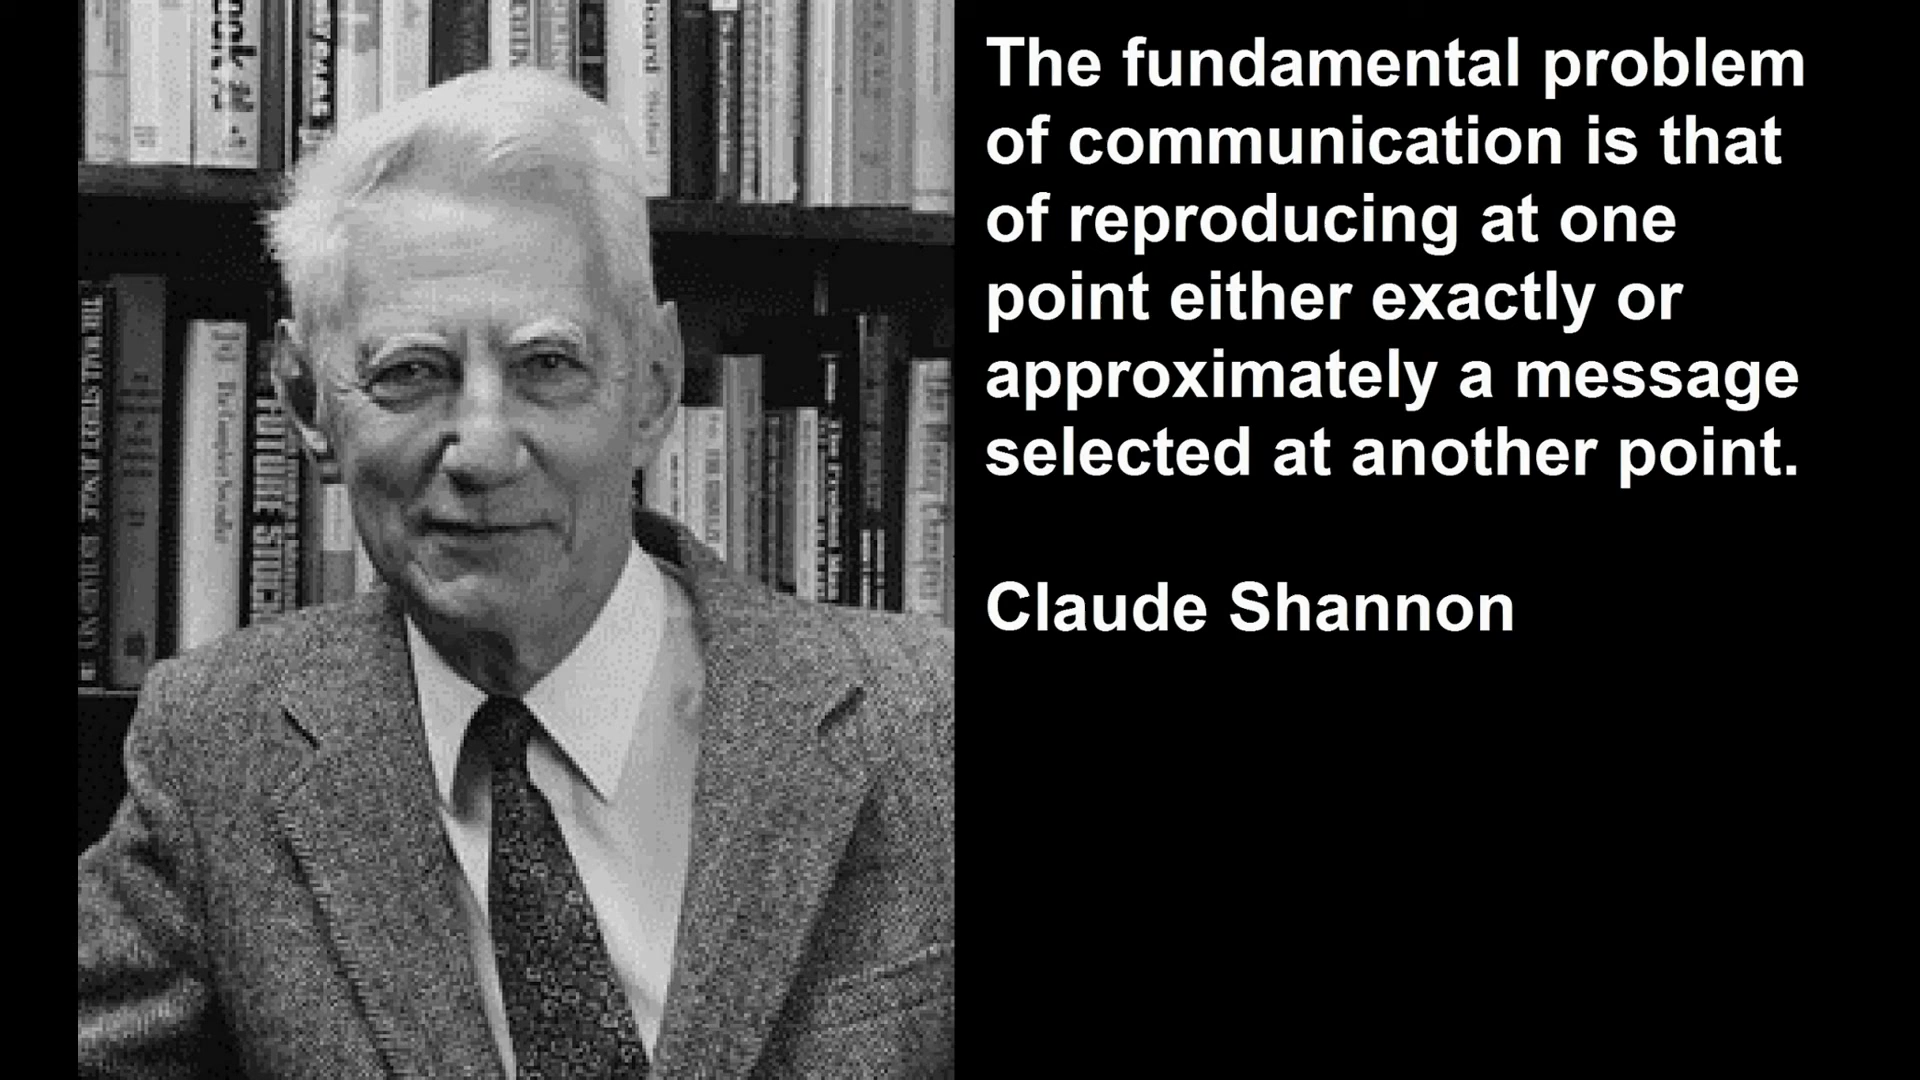 The fundamental problem
of communication is that
of reproducing at one
point either exactly or
approximately a message
selected at another point.
Claude Shannon